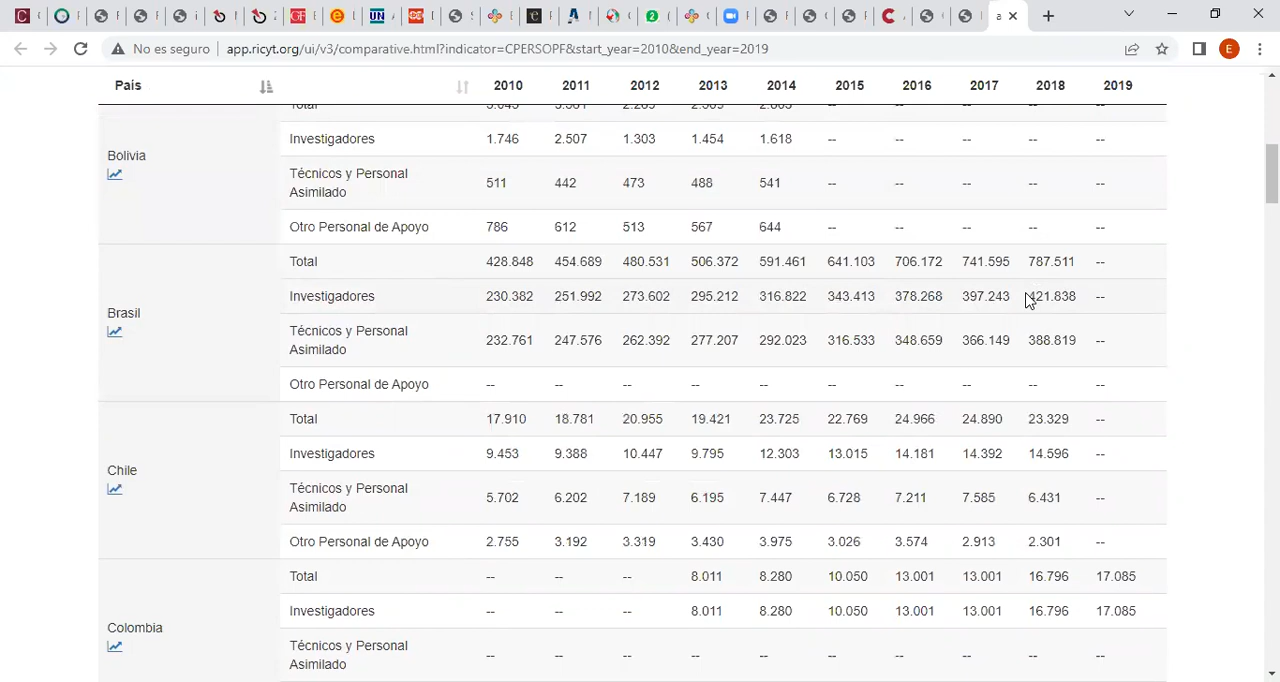 No es seguro app.ricyt.org/ui/v3/comparative.html?indicator=CPERSOPF&start_year=2010&end_year=2019
País 2010 2011 2012 2013 2014 2015 2016 2017 2018 2019
Total -- -- -- -- --
Investigadores 1.746 2.507 1.303 1.454 1.618 -- -- -- -- --
Bolivia
Técnicos y Personal
Asimilado 511 442 473 488 541 -- -- -- -- --
Otro Personal de Apoyo 786 612 513 567 644 -- -- -- -- --
Total 428.848 454.689 480.531 506.372 591.461 641.103 706.172 741.595 787.511 --
Investigadores 230.382 251.992 273.602 295.212 316.822 343.413 378.268 397.243 421.838 --
Brasil
Técnicos y Personal
Asimilado 232.761 247.576 262.392 277.207 292.023 316.533 348.659 366.149 388.819 --
Otro Personal de Apoyo -- -- -- -- -- -- -- -- -- --
Total 17.910 18.781 20.955 19.421 23.725 22.769 24.966 24.890 23.329 --
Investigadores 9.453 9.388 10.447 9.795 12.303 13.015 14.181 14.392 14.596 --
Chile
Técnicos y Personal
Asimilado 5.702 6.202 7.189 6.195 7.447 6.728 7.211 7.585 6.431 --
Otro Personal de Apoyo 2.755 3.192 3.319 3.430 3.975 3.026 3.574 2.913 2.301 --
Total -- -- -- 8.011 8.280 10.050 13.001 13.001 16.796 17.085
Investigadores -- -- -- 8.011 8.280 10.050 13.001 13.001 16.796 17.085
Colombia
Técnicos y Personal
Asimilado -- -- -- -- -- -- -- -- -- --